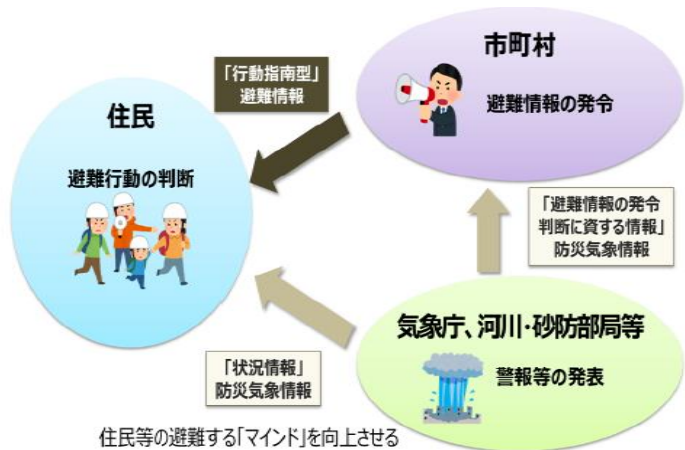 市町村
避難情報の発令
「行動指南型」
避難情報
住民
避難行動の判断
「避難情報の発令
判断に資する情報」
防災気象情報
気象庁、河川・砂防部局等
警報等の発表
「状況情報」
防災気象情報
住民等の避難する「マインド」を向上させる